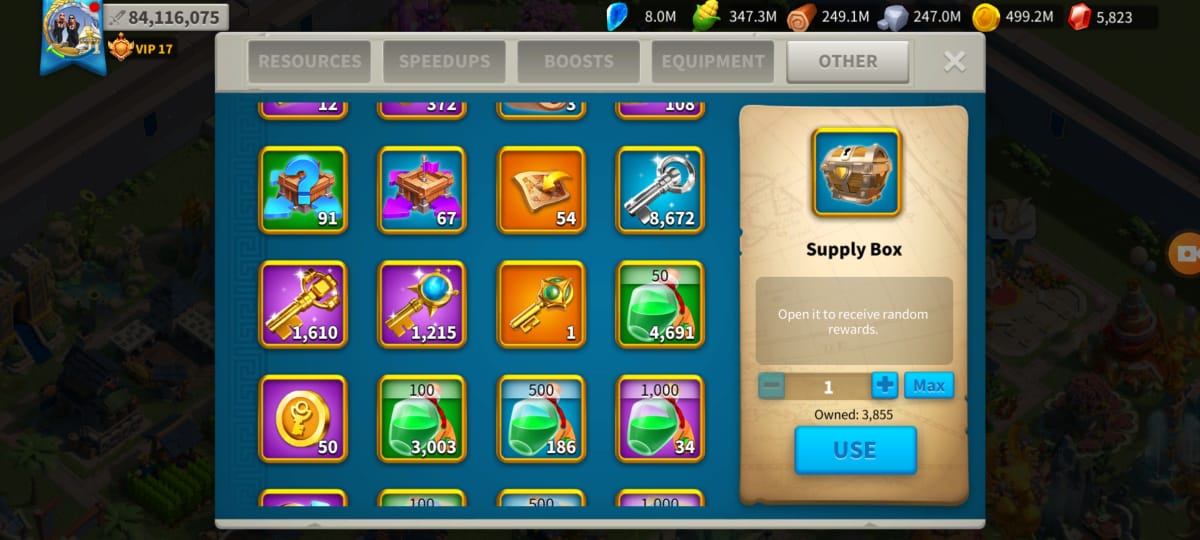 84,116,075
8.0M
347.3M
249.1M
247.0M
499.2M
5,823
VIP 17
RESOURCES
SPEEDUPS
BOOSTS
EQUIPMENT
OTHER
12
372
3
108
91
67
54
8,672
Supply Box
Open it to receive random
rewards.
1,610
1,215
1
50
4,691
1
Max
Owned: 3,855
USE
50
100
3,003
500
186
1,000
34
100
500
1,000